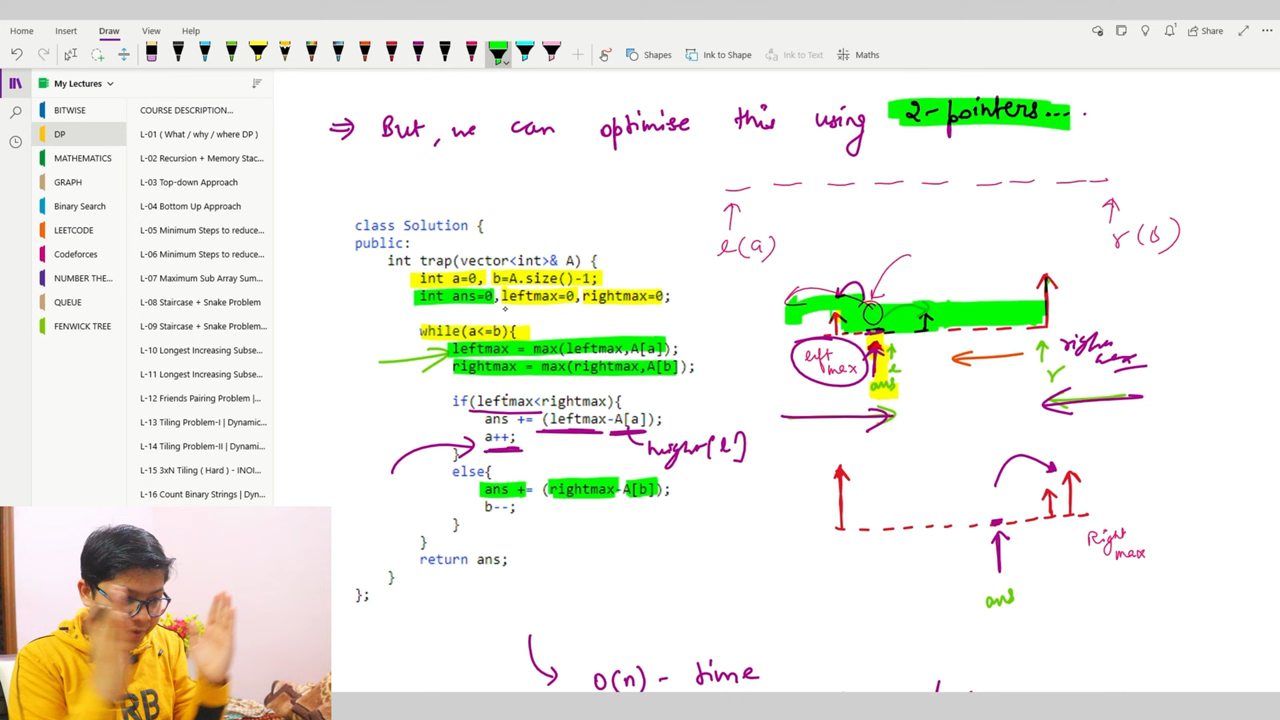 Home Insert Draw View Help
Shapes Ink to Shape Ink to Text Maths Share
My Lectures
BITWISE
DP
MATHEMATICS
GRAPH
Binary Search
LEETCODE
Codeforces
NUMBER THE...
QUEUE
FENWICK TREE
COURSE DESCRIPTION...
L-01 ( What / why / where DP )
L-02 Recursion + Memory Stac...
L-03 Top-down Approach
L-04 Bottom Up Approach
L-05 Minimum Steps to reduce...
L-06 Minimum Steps to reduce...
L-07 Maximum Sub Array Sum...
L-08 Staircase + Snake Problem
L-09 Staircase + Snake Problem
L-10 Longest Increasing Subse...
L-11 Longest Increasing Subse...
L-12 Friends Pairing Problem |...
L-13 Tiling Problem-I | Dynamic...
L-14 Tiling Problem-II | Dynami...
L-15 3xN Tiling ( Hard ) - INOI...
L-16 Count Binary Strings | Dyn...
⇒ But, we can optimise this using 2-pointers...
l(a)
r(b)
class Solution {
public:
int trap(vector<int>& A) {
int a=0, b=A.size()-1;
int ans=0,leftmax=0,rightmax=0;
while(a<=b){
leftmax = max(leftmax,A[a]);
rightmax = max(rightmax,A[b]);
if(leftmax<rightmax){
ans += (leftmax-A[a]);
a++;
}
else{
ans += (rightmax-A[b]);
b--;
}
}
return ans;
}
};
height[l]
left max
l
ans
r
right max
Right max
ans
O(n) - time
RB